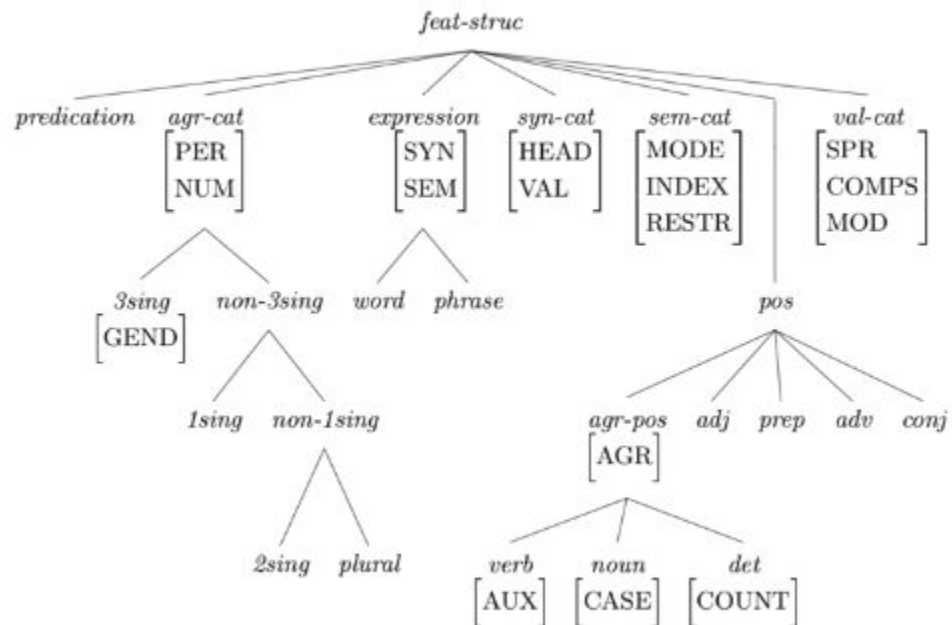 feat-struc
predication agr-cat expression syn-cat sem-cat val-cat
PER SYN HEAD MODE SPR
NUM SEM VAL INDEX COMPS
RESTR MOD
3sing non-3sing word phrase pos
GEND
1sing non-1sing agr-pos adj prep adv conj
AGR
2sing plural verb noun det
AUX CASE COUNT